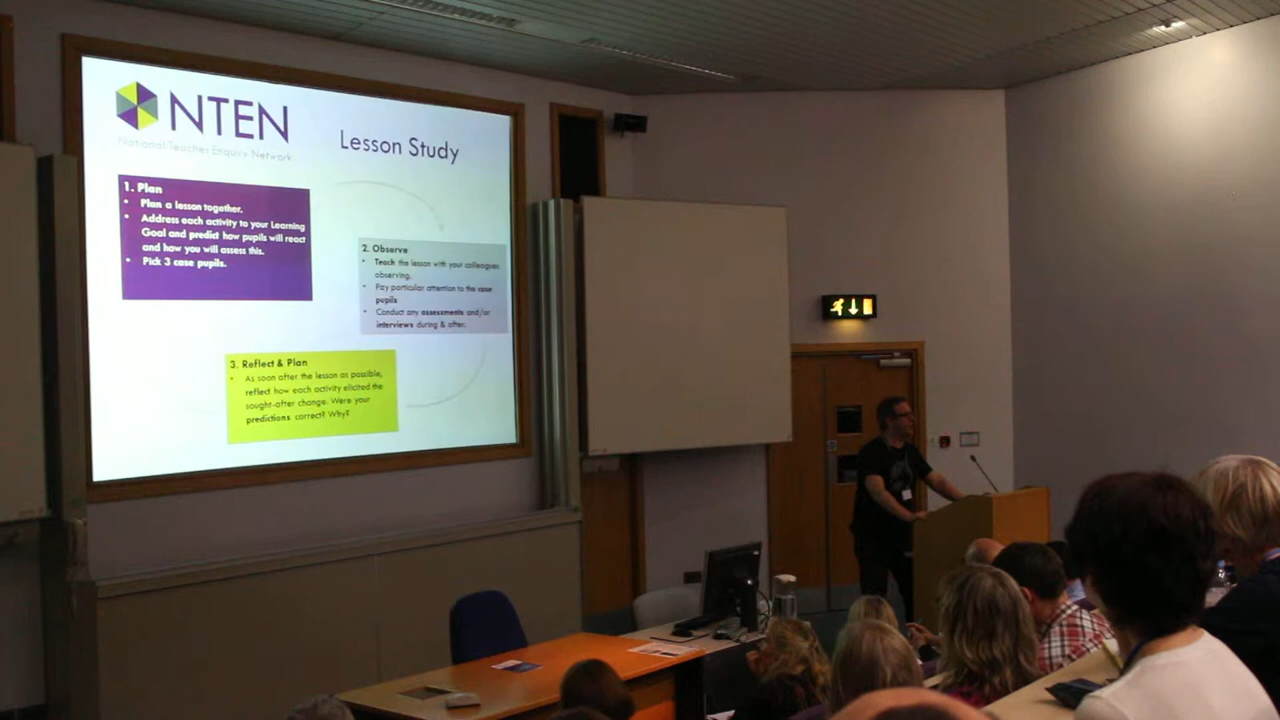 NTEN
National Teacher Enquiry Network
Lesson Study
1. Plan
• Plan a lesson together.
• Address each activity to your Learning
Goal and predict how pupils will react
and how you will assess this.
• Pick 3 case pupils.
2. Observe
• Teach the lesson with your colleagues
observing.
• Pay particular attention to the case
pupils
• Conduct any assessments and/or
interviews during & after.
3. Reflect & Plan
• As soon after the lesson as possible,
reflect how each activity elicited the
sought-after change. Were your
predictions correct? Why?